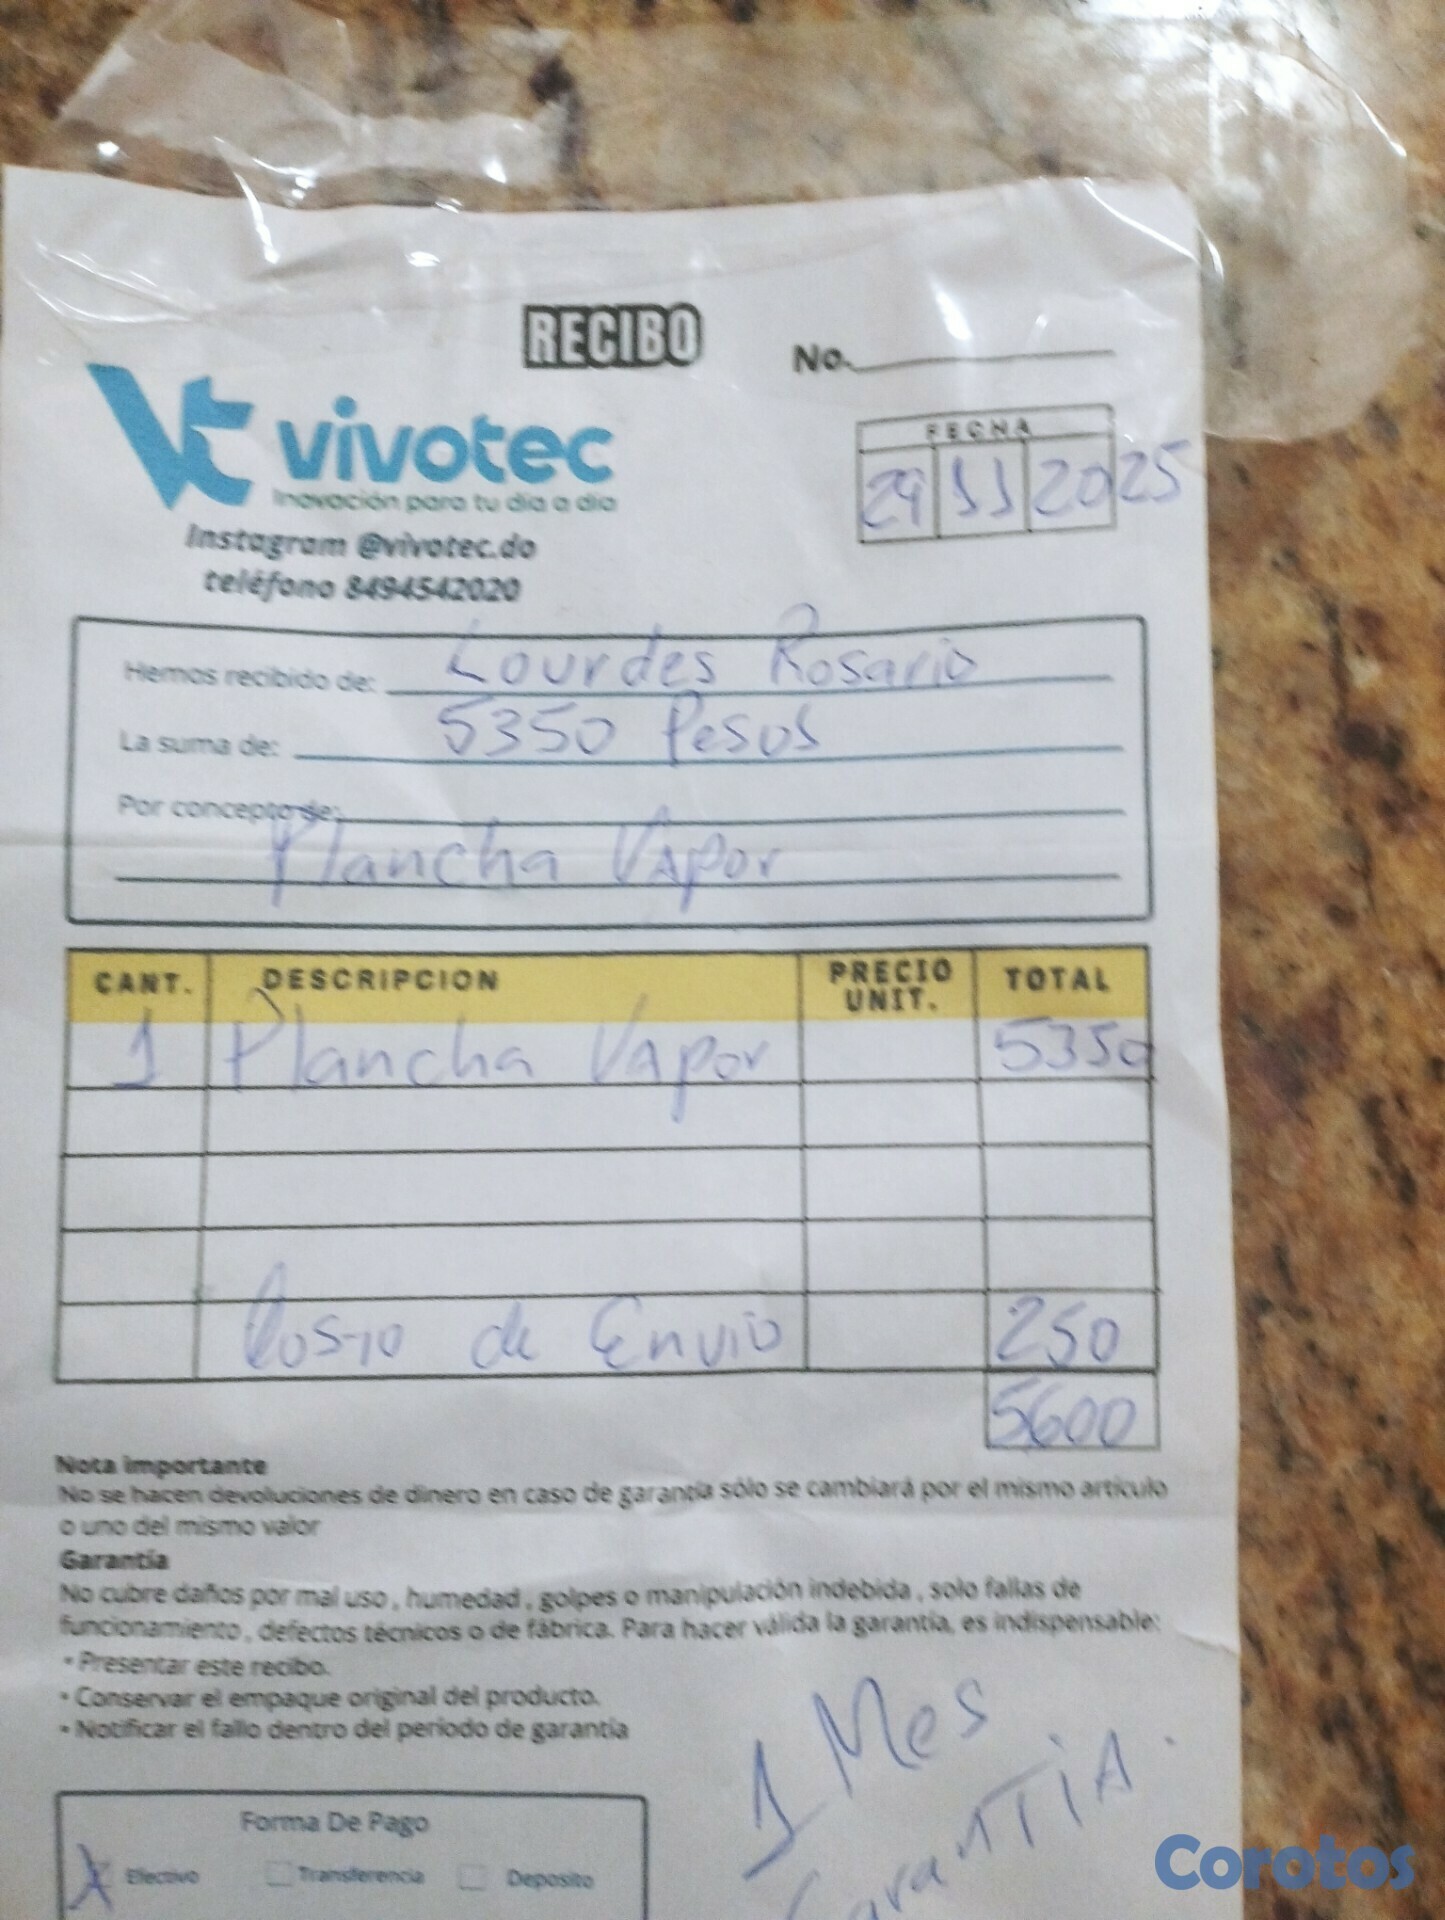 RECIBO
No.
vivotec
Inovación para tu día a día
Instagram @vivotec.do
teléfono 8494542020
FECHA
29 11 2025
Hemos recibido de: Lourdes Rosario
La suma de: 5350 Pesos
Por concepto de:
Plancha Vapor
CANT. DESCRIPCION PRECIO UNIT. TOTAL
1 Plancha Vapor 5350
Costo de Envio 250
5600
Nota importante
No se hacen devoluciones de dinero en caso de garantía sólo se cambiará por el mismo artículo
o uno del mismo valor
Garantía
No cubre daños por mal uso , humedad , golpes o manipulación indebida , solo fallas de
funcionamiento , defectos técnicos o de fábrica. Para hacer válida la garantía, es indispensable:
• Presentar este recibo.
• Conservar el empaque original del producto.
• Notificar el fallo dentro del período de garantía
1 Mes
GaranTIA.
Forma De Pago
X Efectivo Transferencia Deposito
Corotos